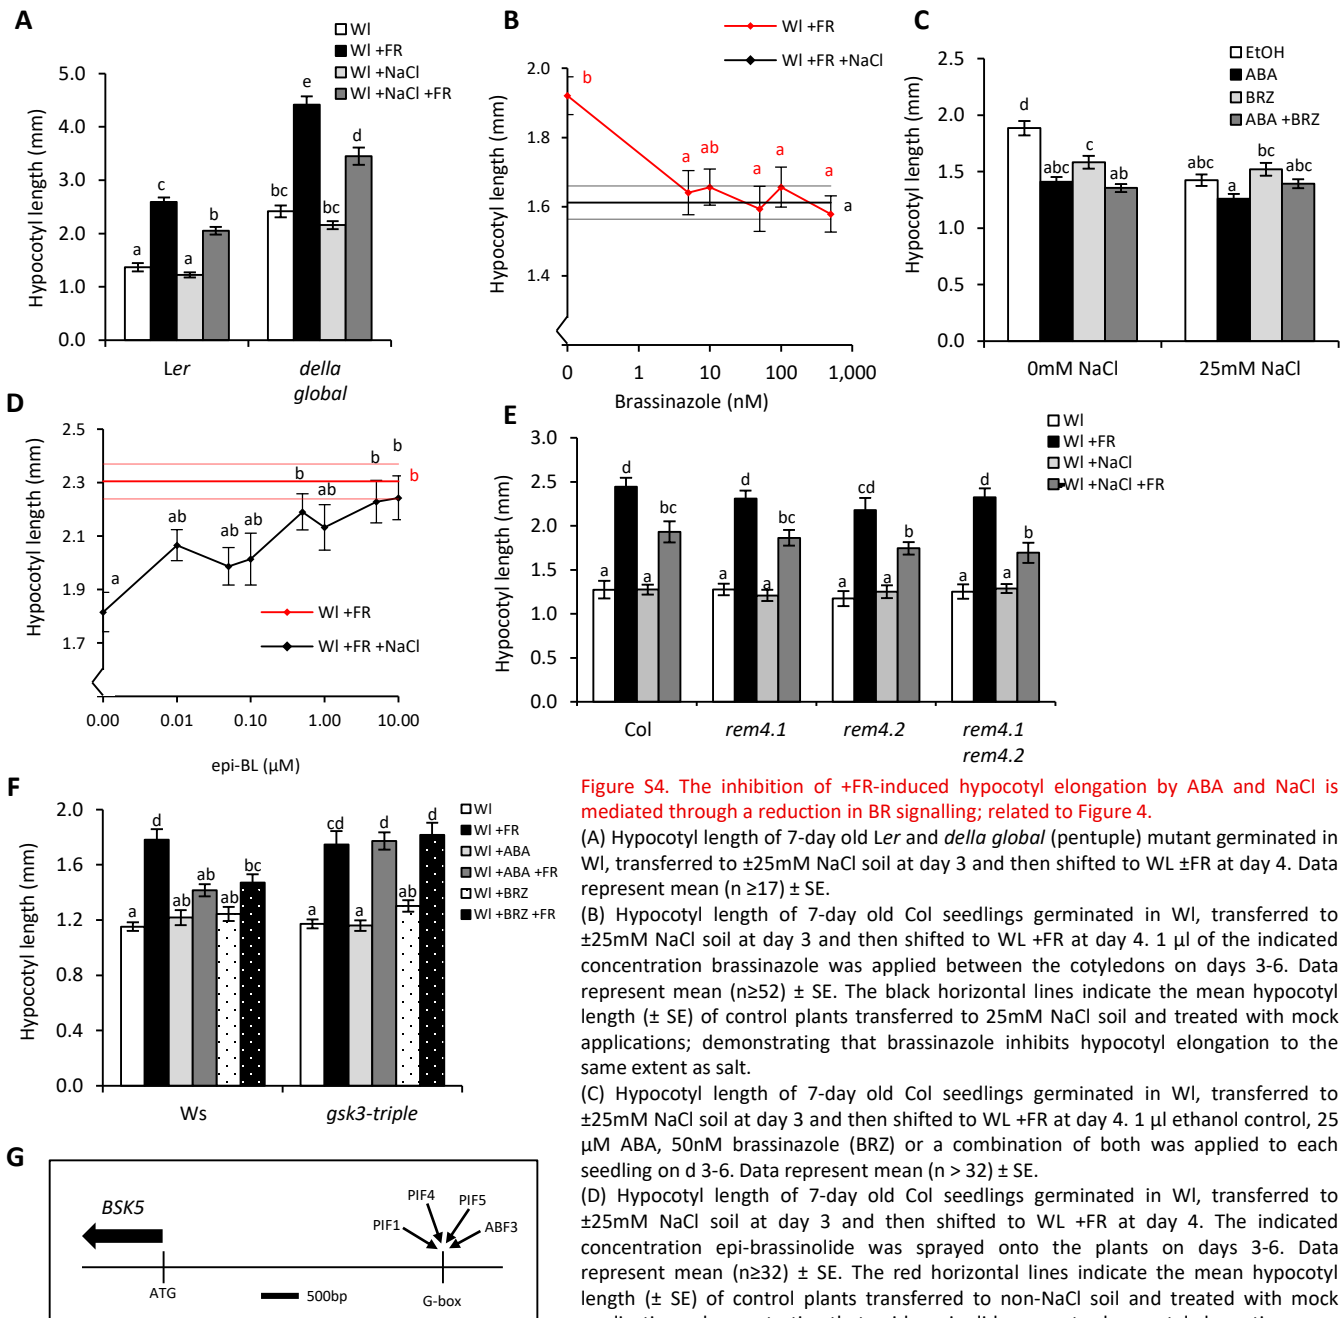 A
Wl
Wl +FR
Wl +NaCl
Wl +NaCl +FR
Hypocotyl length (mm)
5.0
4.0
3.0
2.0
1.0
0.0
a
c
a
b
bc
e
bc
d
Ler
della
global
B
Wl +FR
Wl +FR +NaCl
Hypocotyl length (mm)
2.0
1.8
1.6
1.4
b
a
ab
a
a
a
a
0
1
10
100
1,000
Brassinazole (nM)
C
EtOH
ABA
BRZ
ABA +BRZ
Hypocotyl length (mm)
2.5
2.0
1.5
1.0
0.5
0.0
d
abc
c
ab
abc
a
bc
abc
0mM NaCl
25mM NaCl
D
Hypocotyl length (mm)
2.5
2.3
2.1
1.9
1.7
a
ab
ab
ab
b
ab
b
b
b
Wl +FR
Wl +FR +NaCl
0.00
0.01
0.10
1.00
10.00
epi-BL (µM)
E
Wl
Wl +FR
Wl +NaCl
Wl +NaCl +FR
Hypocotyl length (mm)
3.0
2.5
2.0
1.5
1.0
0.5
0.0
a
d
a
bc
a
d
a
bc
a
cd
a
b
a
d
a
b
Col
rem4.1
rem4.2
rem4.1
rem4.2
F
Wl
Wl +FR
Wl +ABA
Wl +ABA +FR
Wl +BRZ
Wl +BRZ +FR
Hypocotyl length (mm)
2.0
1.6
1.2
0.8
0.4
0.0
a
d
ab
ab
ab
bc
a
cd
a
d
ab
d
Ws
gsk3-triple
G
BSK5
ATG
500bp
PIF1
PIF4
PIF5
ABF3
G-box
Figure S4. The inhibition of +FR-induced hypocotyl elongation by ABA and NaCl is
mediated through a reduction in BR signalling; related to Figure 4.
(A) Hypocotyl length of 7-day old Ler and della global (pentuple) mutant germinated in
Wl, transferred to ±25mM NaCl soil at day 3 and then shifted to WL ±FR at day 4. Data
represent mean (n ≥17) ± SE.
(B) Hypocotyl length of 7-day old Col seedlings germinated in Wl, transferred to
±25mM NaCl soil at day 3 and then shifted to WL +FR at day 4. 1 µl of the indicated
concentration brassinazole was applied between the cotyledons on days 3-6. Data
represent mean (n≥52) ± SE. The black horizontal lines indicate the mean hypocotyl
length (± SE) of control plants transferred to 25mM NaCl soil and treated with mock
applications; demonstrating that brassinazole inhibits hypocotyl elongation to the
same extent as salt.
(C) Hypocotyl length of 7-day old Col seedlings germinated in Wl, transferred to
±25mM NaCl soil at day 3 and then shifted to WL +FR at day 4. 1 µl ethanol control, 25
µM ABA, 50nM brassinazole (BRZ) or a combination of both was applied to each
seedling on d 3-6. Data represent mean (n > 32) ± SE.
(D) Hypocotyl length of 7-day old Col seedlings germinated in Wl, transferred to
±25mM NaCl soil at day 3 and then shifted to WL +FR at day 4. The indicated
concentration epi-brassinolide was sprayed onto the plants on days 3-6. Data
represent mean (n≥32) ± SE. The red horizontal lines indicate the mean hypocotyl
length (± SE) of control plants transferred to non-NaCl soil and treated with mock